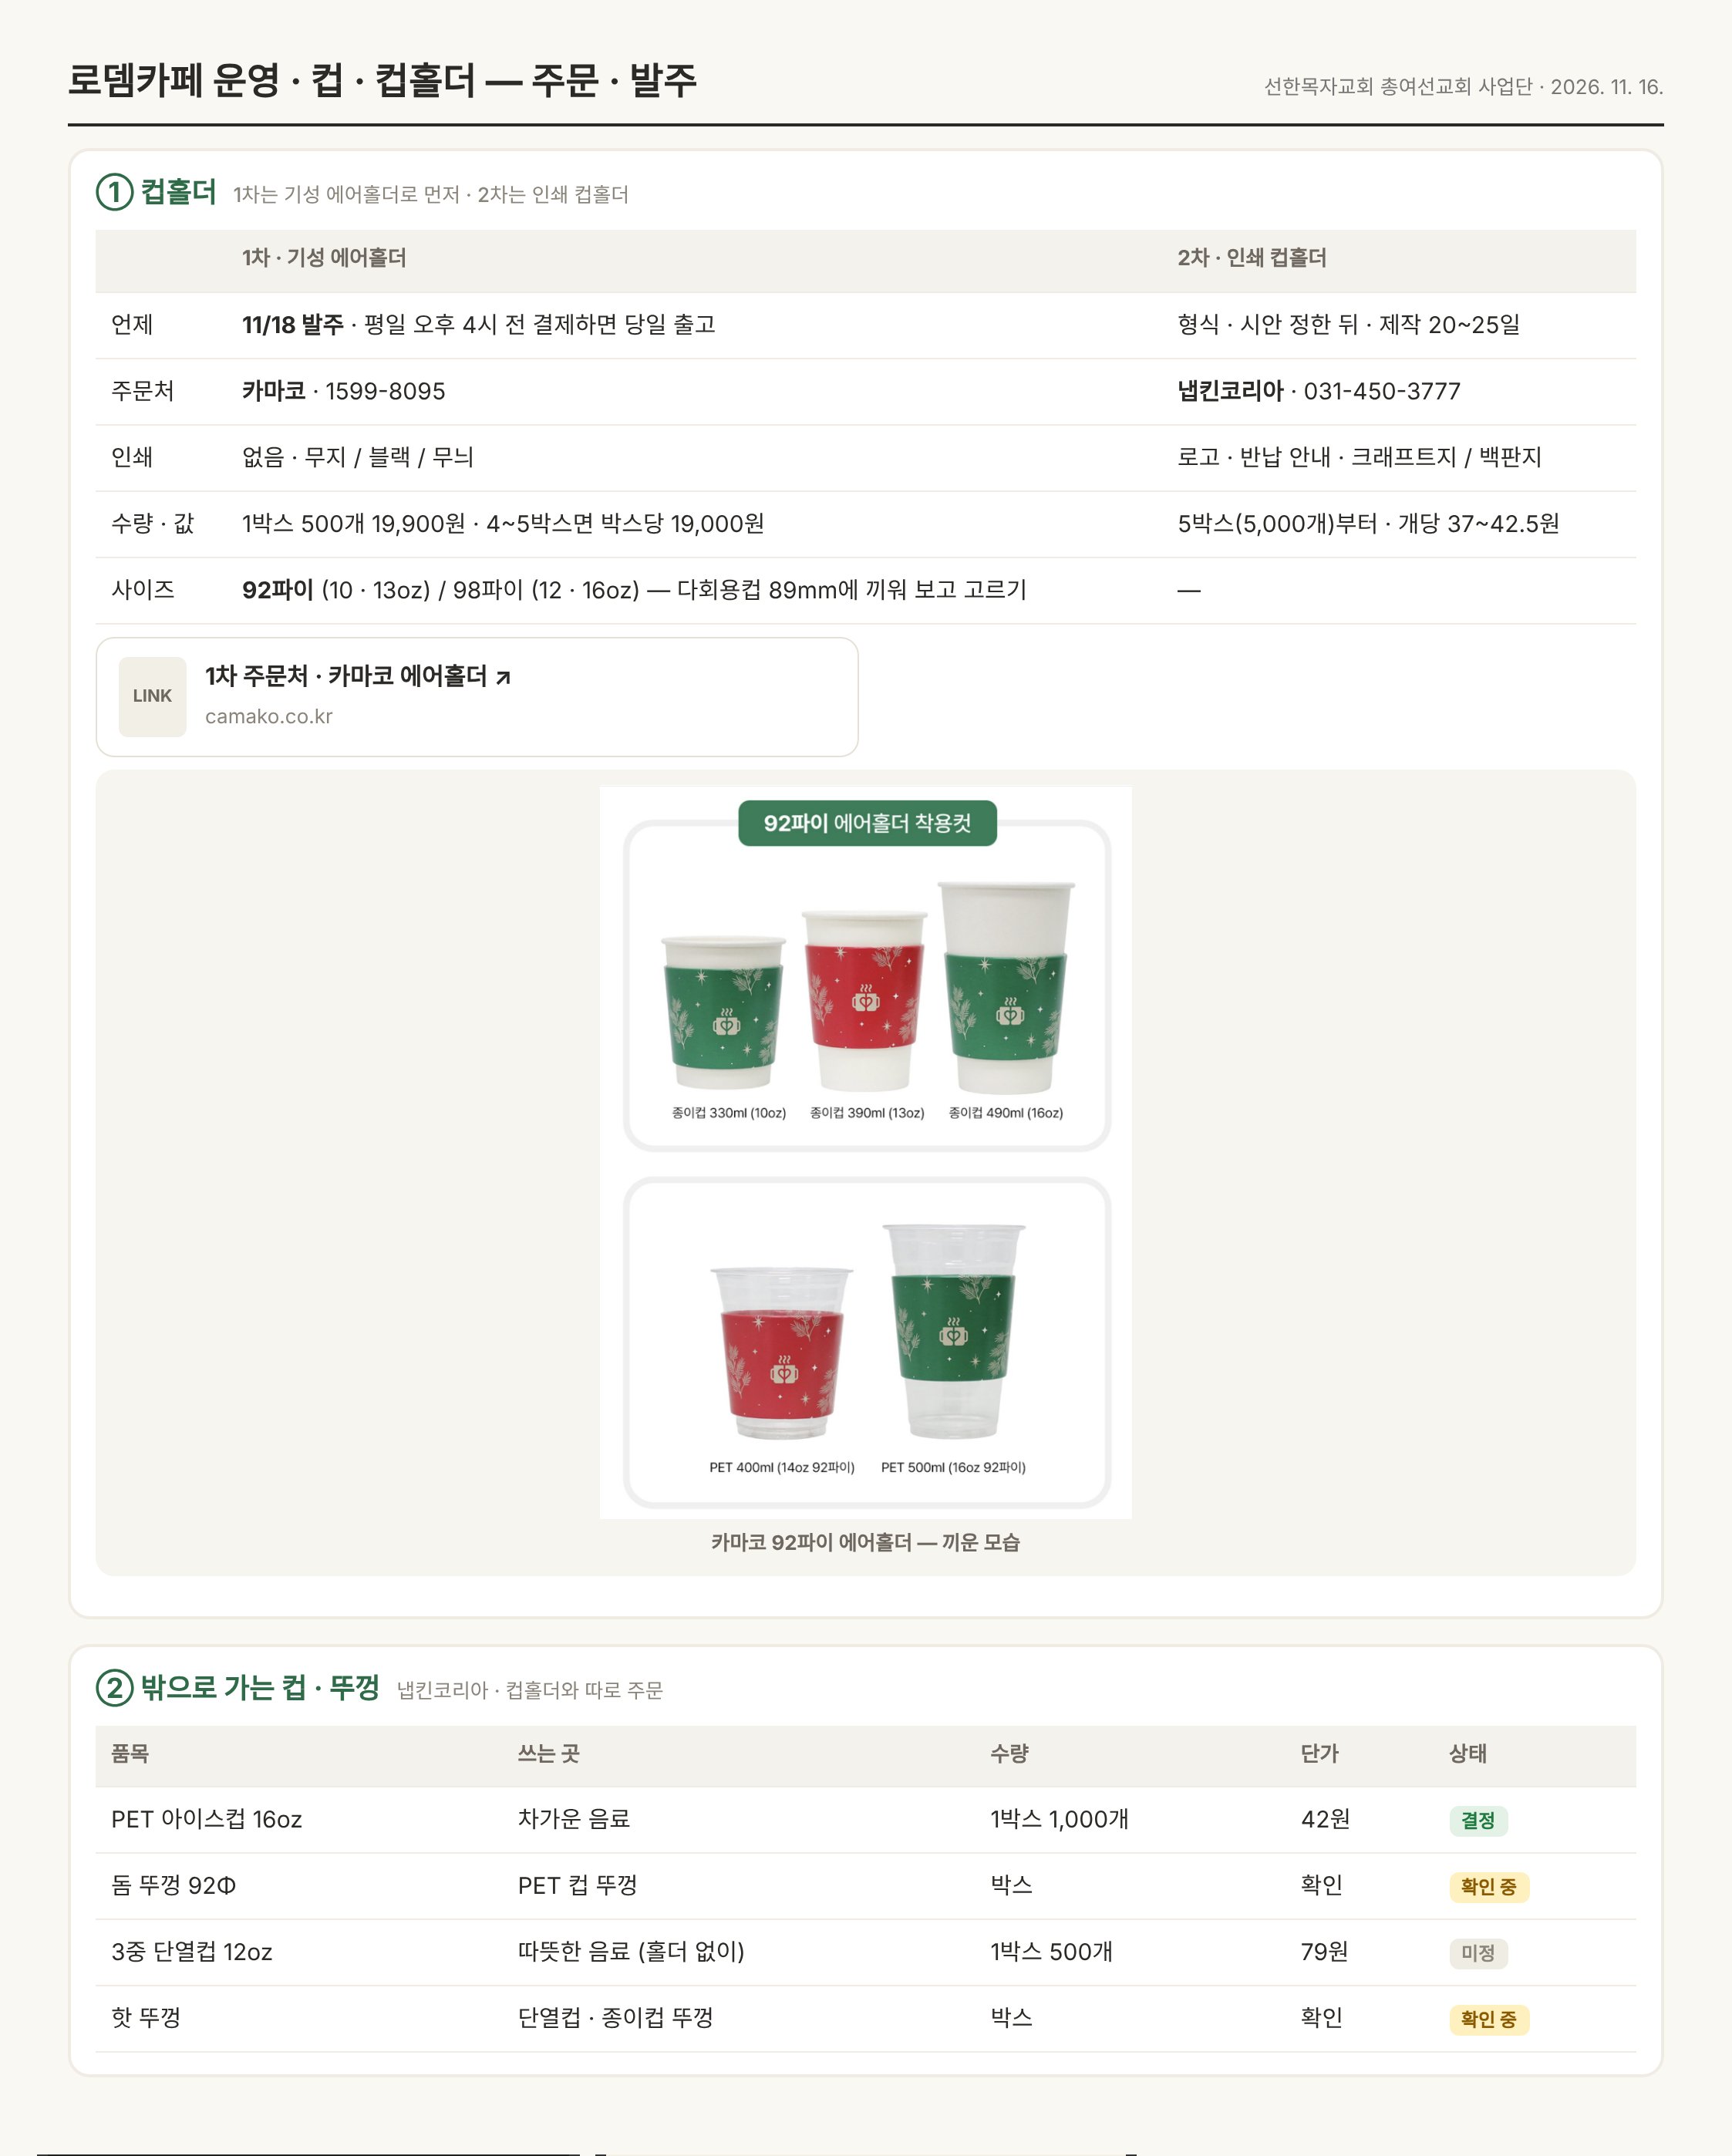 로뎀카페 운영 · 컵 · 컵홀더 — 주문 · 발주
선한목자교회 총여선교회 사업단 · 2026. 11. 16.
① 컵홀더 1차는 기성 에어홀더로 먼저 · 2차는 인쇄 컵홀더
1차 · 기성 에어홀더 2차 · 인쇄 컵홀더
언제 11/18 발주 · 평일 오후 4시 전 결제하면 당일 출고 형식 · 시안 정한 뒤 · 제작 20~25일
주문처 카마코 · 1599-8095 냅킨코리아 · 031-450-3777
인쇄 없음 · 무지 / 블랙 / 무늬 로고 · 반납 안내 · 크래프트지 / 백판지
수량 · 값 1박스 500개 19,900원 · 4~5박스면 박스당 19,000원 5박스(5,000개)부터 · 개당 37~42.5원
사이즈 92파이 (10 · 13oz) / 98파이 (12 · 16oz) — 다회용컵 89mm에 끼워 보고 고르기 —
LINK
1차 주문처 · 카마코 에어홀더 ↗
camako.co.kr
92파이 에어홀더 착용컷
종이컵 330ml (10oz) 종이컵 390ml (13oz) 종이컵 490ml (16oz)
PET 400ml (14oz 92파이) PET 500ml (16oz 92파이)
카마코 92파이 에어홀더 — 끼운 모습
② 밖으로 가는 컵 · 뚜껑 냅킨코리아 · 컵홀더와 따로 주문
품목 쓰는 곳 수량 단가 상태
PET 아이스컵 16oz 차가운 음료 1박스 1,000개 42원 결정
돔 뚜껑 92Φ PET 컵 뚜껑 박스 확인 확인 중
3중 단열컵 12oz 따뜻한 음료 (홀더 없이) 1박스 500개 79원 미정
핫 뚜껑 단열컵 · 종이컵 뚜껑 박스 확인 확인 중